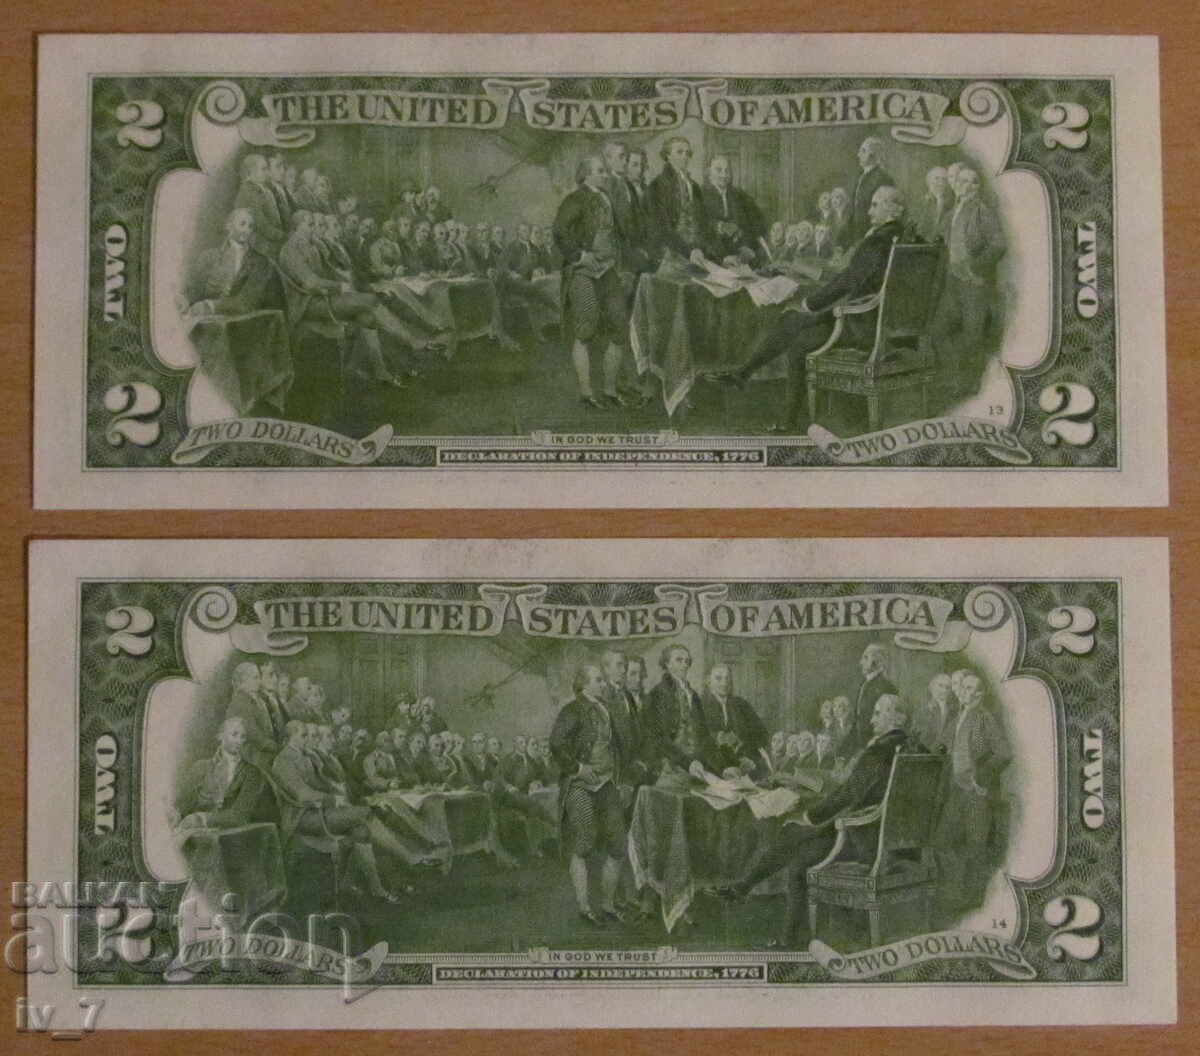 2 THE UNITED STATES OF AMERICA 2
TWO TWO
2 TWO DOLLARS TWO DOLLARS 2
13
IN GOD WE TRUST
DECLARATION OF INDEPENDENCE, 1776
2 THE UNITED STATES OF AMERICA 2
TWO TWO
2 TWO DOLLARS TWO DOLLARS 2
14
IN GOD WE TRUST
DECLARATION OF INDEPENDENCE, 1776
BALKAN
auction
iv_7